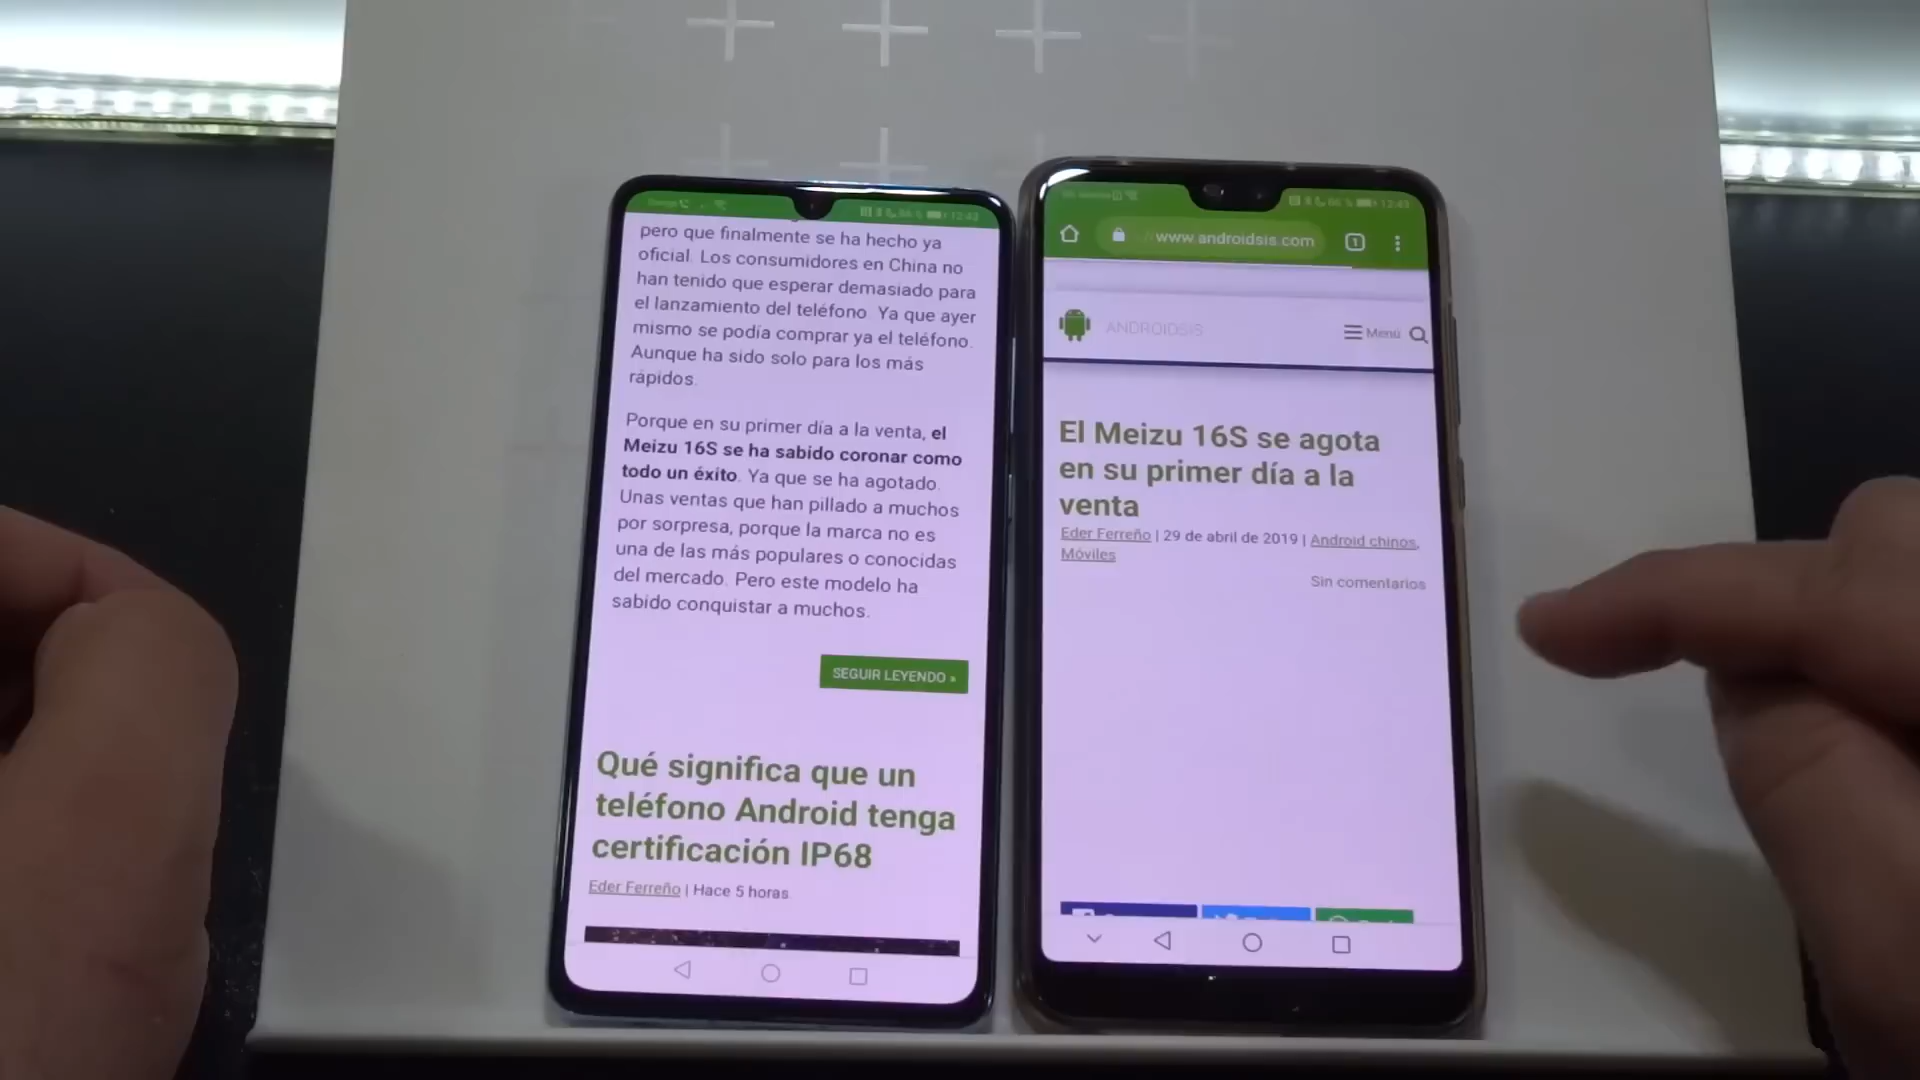 12:43
pero que finalmente se ha hecho ya
oficial. Los consumidores en China no
han tenido que esperar demasiado para
el lanzamiento del teléfono. Ya que ayer
mismo se podía comprar ya el teléfono.
Aunque ha sido solo para los más
rápidos.
Porque en su primer día a la venta, el
Meizu 16S se ha sabido coronar como
todo un éxito. Ya que se ha agotado.
Unas ventas que han pillado a muchos
por sorpresa, porque la marca no es
una de las más populares o conocidas
del mercado. Pero este modelo ha
sabido conquistar a muchos.
SEGUIR LEYENDO »
Qué significa que un
teléfono Android tenga
certificación IP68
Eder Ferreño | Hace 5 horas
12:43
www.androidsis.com
1
ANDROIDSIS
Menú
El Meizu 16S se agota
en su primer día a la
venta
Eder Ferreño | 29 de abril de 2019 | Android chinos,
Móviles
Sin comentarios